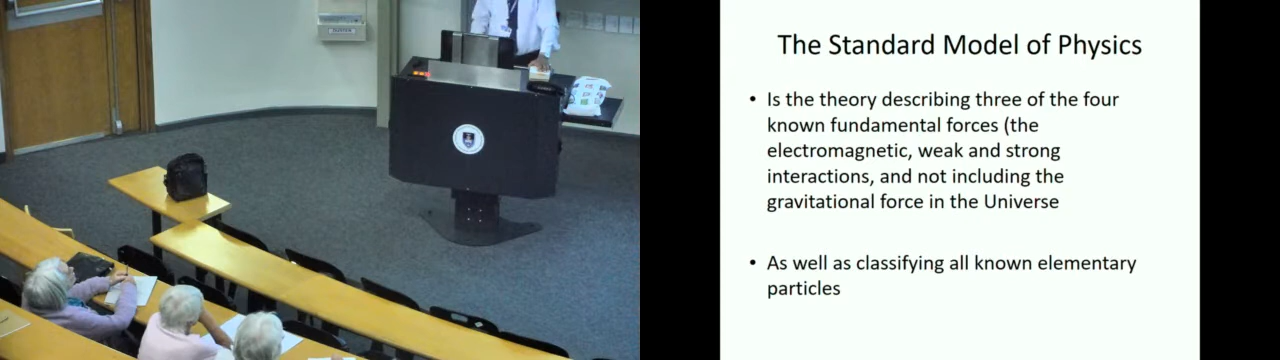 The Standard Model of Physics
• Is the theory describing three of the four
known fundamental forces (the
electromagnetic, weak and strong
interactions, and not including the
gravitational force in the Universe
• As well as classifying all known elementary
particles